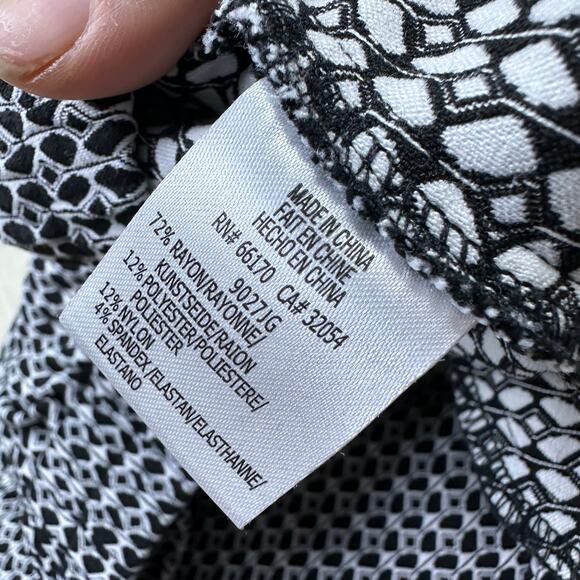 MADE IN CHINA
FAIT EN CHINE
HECHO EN CHINA
RN# 66170 CA# 32054
9027JG
72% RAYON/RAYONNE/
KUNSTSEIDE/RAION
12% POLYESTER/POLIESTERE/
POLIESTER
12% NYLON
4% SPANDEX /ELASTAN/ELASTHANNE/
ELASTANO